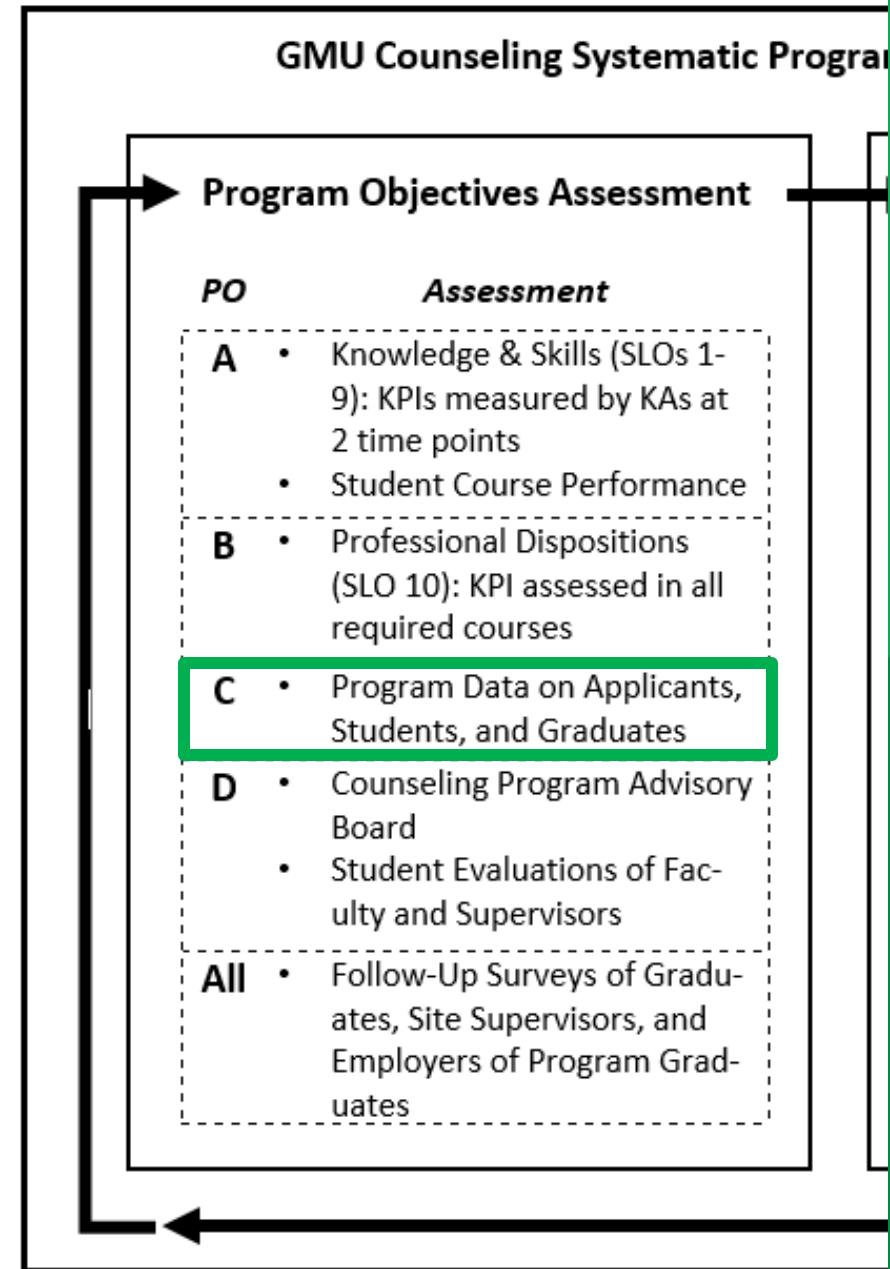 GMU Counseling Systematic
Program Objectives Assessment
PO Assessment
A • Knowledge & Skills (SLOs 1-
9): KPIs measured by KAs at
2 time points
• Student Course Performance
B • Professional Dispositions
(SLO 10): KPI assessed in all
required courses
C • Program Data on Applicants,
Students, and Graduates
D • Counseling Program Advisory
Board
• Student Evaluations of Fac-
ulty and Supervisors
All • Follow-Up Surveys of Gradu-
ates, Site Supervisors, and
Employers of Program Grad-
uates